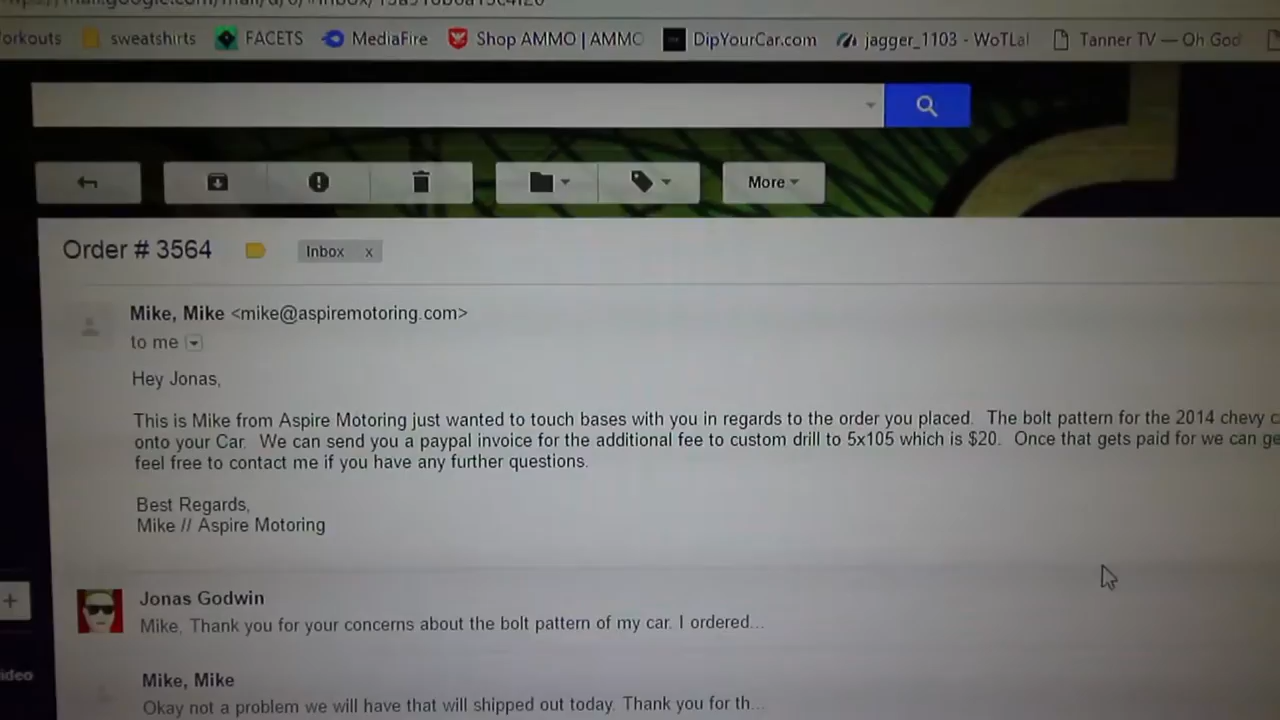 sweatshirts FACETS MediaFire Shop AMMO | AMMO DipYourCar.com jagger_1103 - WoTLal Tanner TV — Oh God
More
Order # 3564 Inbox x
Mike, Mike <mike@aspiremotoring.com>
to me
Hey Jonas,
This is Mike from Aspire Motoring just wanted to touch bases with you in regards to the order you placed. The bolt pattern for the 2014 chevy c
onto your Car. We can send you a paypal invoice for the additional fee to custom drill to 5x105 which is $20. Once that gets paid for we can ge
feel free to contact me if you have any further questions.
Best Regards,
Mike // Aspire Motoring
Jonas Godwin
Mike, Thank you for your concerns about the bolt pattern of my car. I ordered...
Mike, Mike
ideo
Okay not a problem we will have that will shipped out today. Thank you for th...